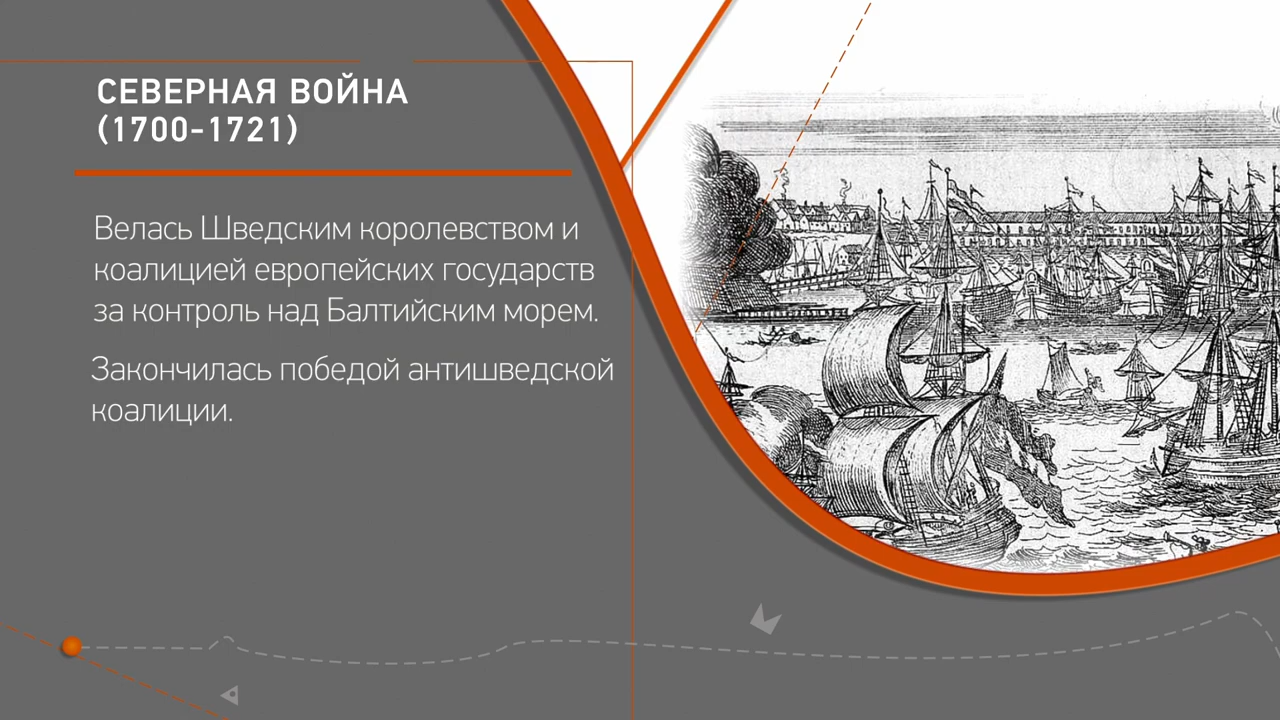 СЕВЕРНАЯ ВОЙНА
(1700-1721)
Велась Шведским королевством и
коалицией европейских государств
за контроль над Балтийским морем.
Закончилась победой антишведской
коалиции.